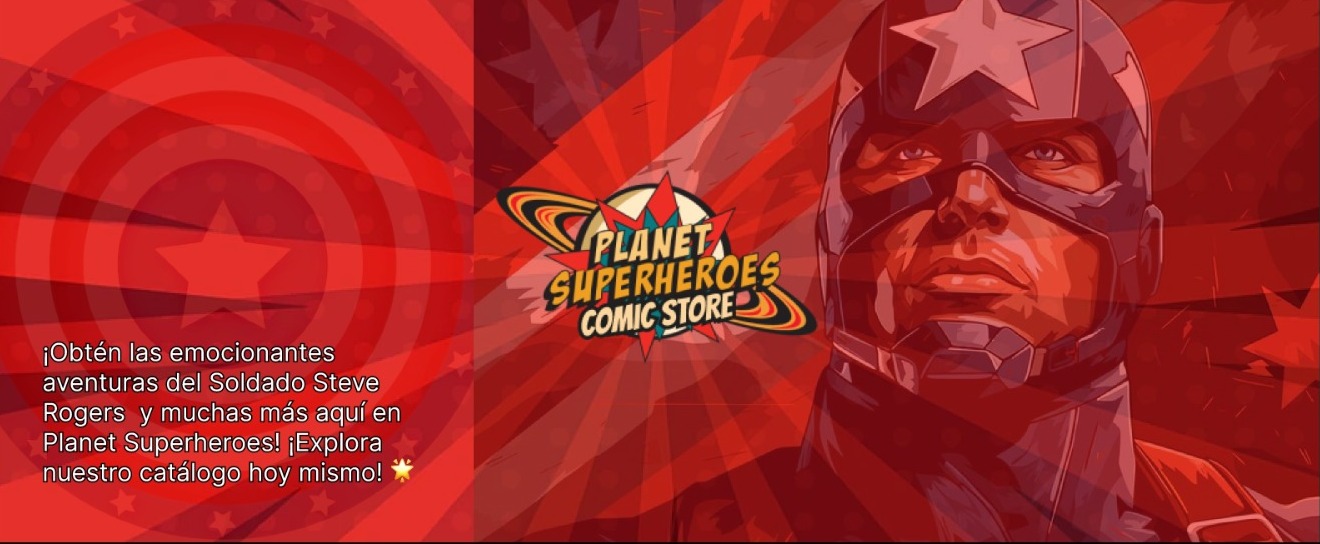 PLANET
SUPERHEROES
COMIC STORE
¡Obtén las emocionantes
aventuras del Soldado Steve
Rogers  y muchas más aquí en
Planet Superheroes! ¡Explora
nuestro catálogo hoy mismo! 🌟